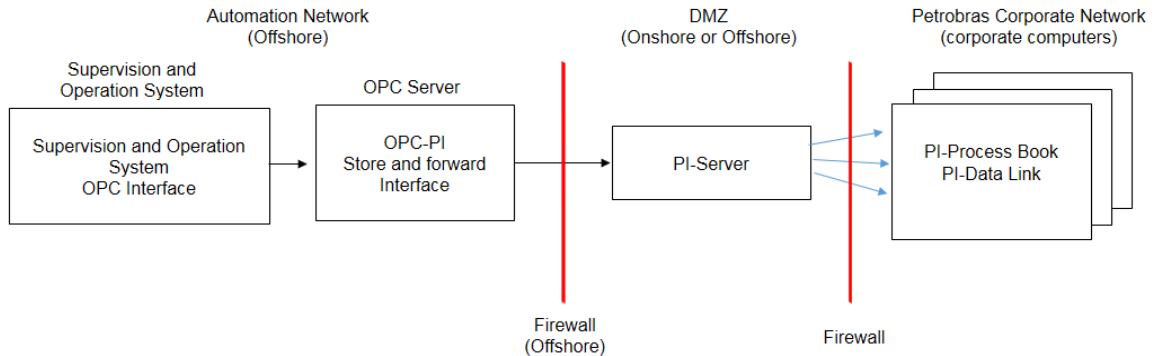 Automation Network
(Offshore)
DMZ
(Onshore or Offshore)
Petrobras Corporate Network
(corporate computers)
Supervision and
Operation System
OPC Server
Supervision and Operation
System
OPC Interface
OPC-PI
Store and forward
Interface
PI-Server
PI-Process Book
PI-Data Link
Firewall
(Offshore)
Firewall